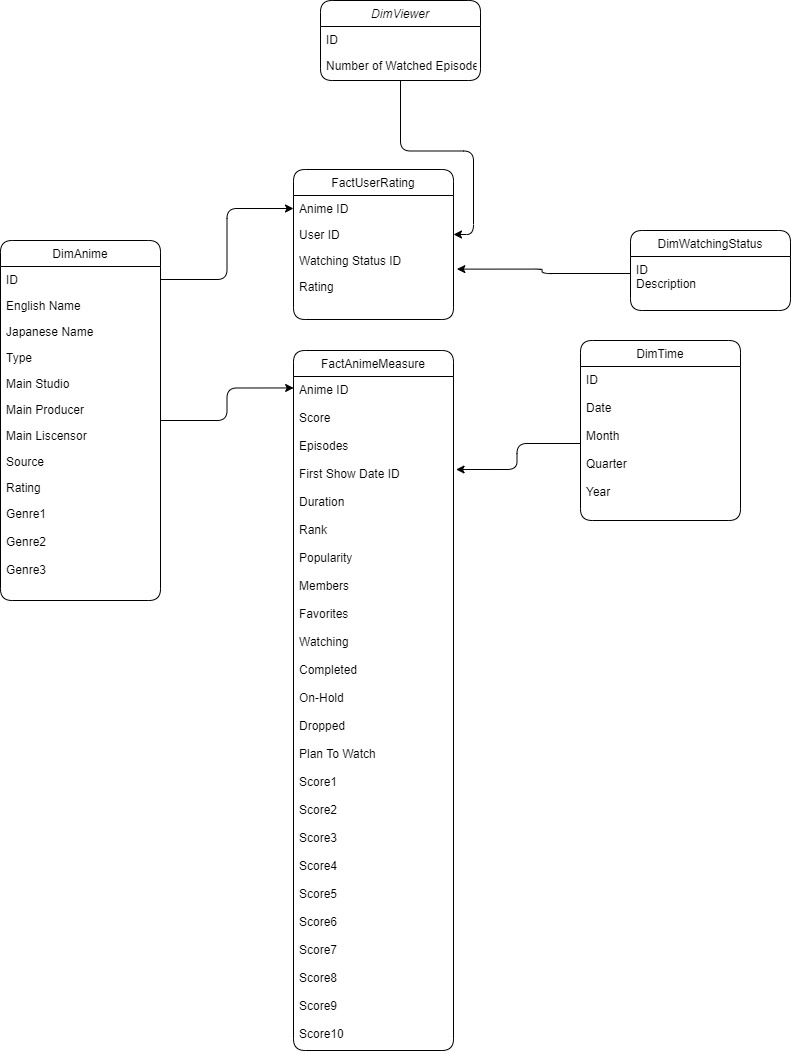 DimViewer
ID
Number of Watched Episode
FactUserRating
Anime ID
User ID
Watching Status ID
Rating
DimWatchingStatus
ID
Description
DimAnime
ID
English Name
Japanese Name
Type
Main Studio
Main Producer
Main Liscensor
Source
Rating
Genre1
Genre2
Genre3
FactAnimeMeasure
Anime ID
Score
Episodes
First Show Date ID
Duration
Rank
Popularity
Members
Favorites
Watching
Completed
On-Hold
Dropped
Plan To Watch
Score1
Score2
Score3
Score4
Score5
Score6
Score7
Score8
Score9
Score10
DimTime
ID
Date
Month
Quarter
Year